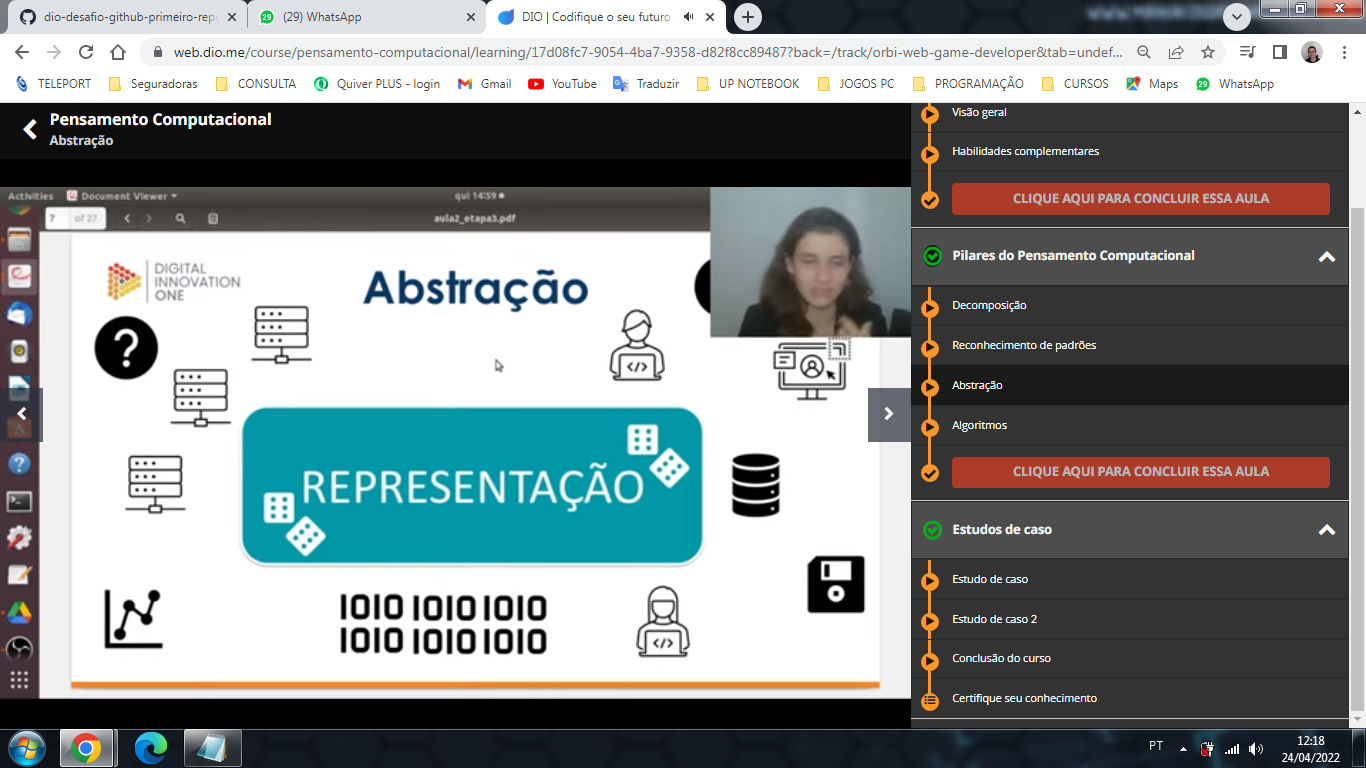 dio-desafio-github-primeiro-repo
(29) WhatsApp
DIO | Codifique o seu futuro
web.dio.me/course/pensamento-computacional/learning/17d08fc7-9054-4ba7-9358-d82f8cc89487?back=/track/orbi-web-game-developer&tab=undef...
TELEPORT
Seguradoras
CONSULTA
Quiver PLUS - login
Gmail
YouTube
Traduzir
UP NOTEBOOK
JOGOS PC
PROGRAMAÇÃO
CURSOS
Maps
29
WhatsApp
Pensamento Computacional
Abstração
Activities
Document Viewer
qui 14:59
7 of 27
aula2_etapa3.pdf
DIGITAL
INNOVATION
ONE
Abstração
?
</>
REPRESENTAÇÃO
1010 1010 1010
1010 1010 1010
</>
Visão geral
Habilidades complementares
CLIQUE AQUI PARA CONCLUIR ESSA AULA
Pilares do Pensamento Computacional
Decomposição
Reconhecimento de padrões
Abstração
Algoritmos
CLIQUE AQUI PARA CONCLUIR ESSA AULA
Estudos de caso
Estudo de caso
Estudo de caso 2
Conclusão do curso
Certifique seu conhecimento
PT
12:18
24/04/2022